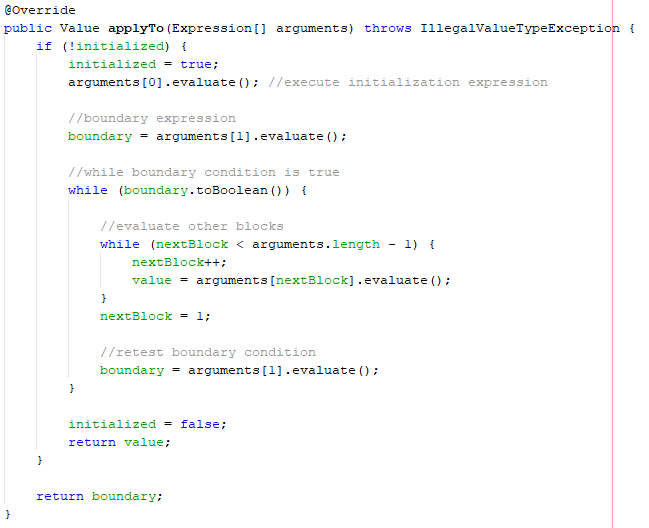 @Override
public Value applyTo(Expression[] arguments) throws IllegalValueTypeException {
    if (!initialized) {
        initialized = true;
        arguments[0].evaluate(); //execute initialization expression

        //boundary expression
        boundary = arguments[1].evaluate();

        //while boundary condition is true
        while (boundary.toBoolean()) {

            //evaluate other blocks
            while (nextBlock < arguments.length - 1) {
                nextBlock++;
                value = arguments[nextBlock].evaluate();
            }
            nextBlock = 1;

            //retest boundary condition
            boundary = arguments[1].evaluate();
        }

        initialized = false;
        return value;
    }

    return boundary;
}